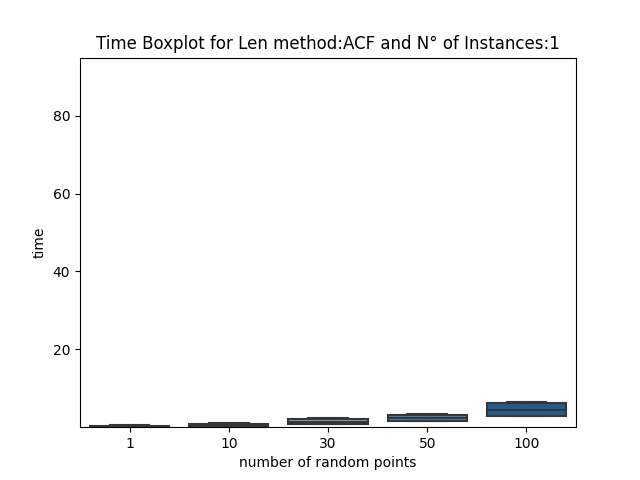 Time Boxplot for Len method:ACF and N° of Instances:1
80
60
40
20
time
1 10 30 50 100
number of random points